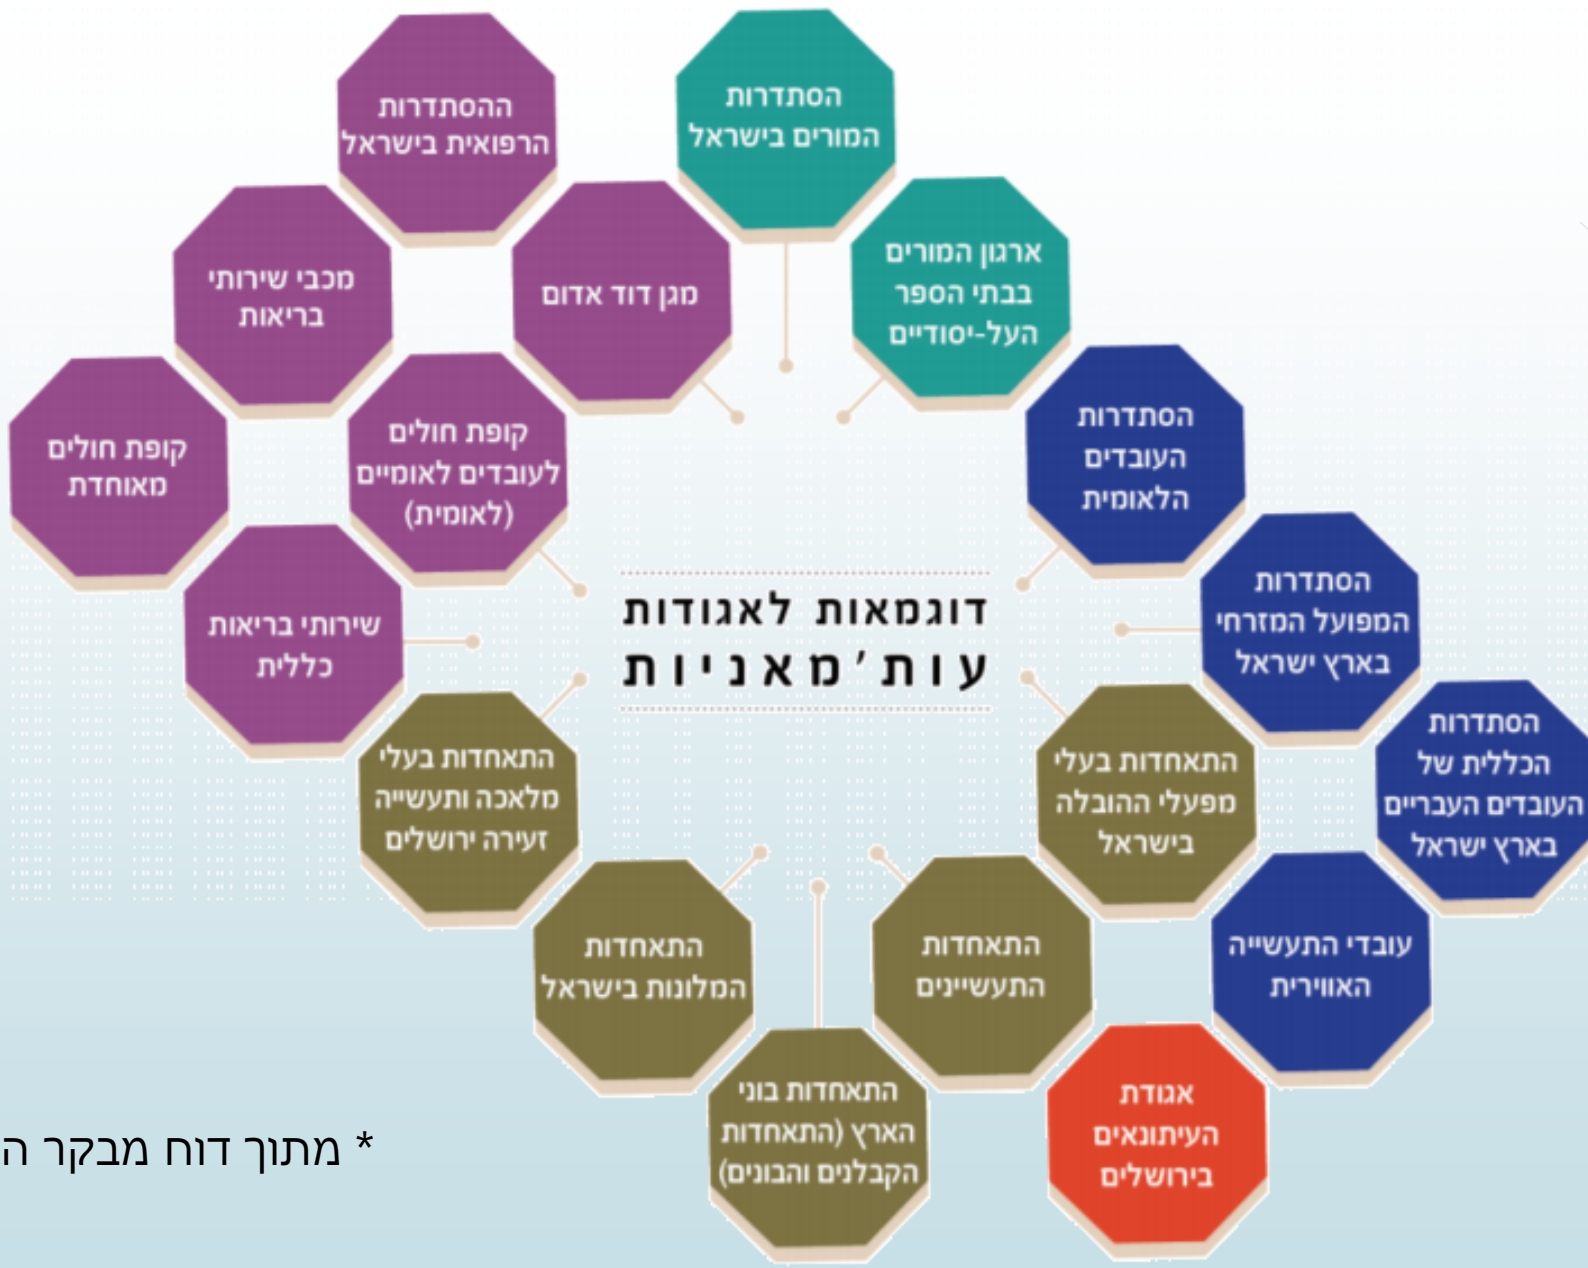 דוגמאות לאגודות
עות'מאניות
הסתדרות
המורים בישראל
ארגון המורים
בבתי הספר
העל-יסודיים
הסתדרות
העובדים
הלאומית
הסתדרות
המפועל המזרחי
בארץ ישראל
הסתדרות
הכללית של
העובדים העבריים
בארץ ישראל
התאחדות בעלי
מפעלי ההובלה
בישראל
עובדי התעשייה
האווירית
התאחדות
התעשיינים
אגודת
העיתונאים
בירושלים
התאחדות בוני
הארץ (התאחדות
הקבלנים והבונים)
התאחדות
המלונות בישראל
התאחדות בעלי
מלאכה ותעשייה
זעירה ירושלים
שירותי בריאות
כללית
קופת חולים
לעובדים לאומיים
(לאומית)
קופת חולים
מאוחדת
מכבי שירותי
בריאות
מגן דוד אדום
ההסתדרות
הרפואית בישראל
* מתוך דוח מבקר ה